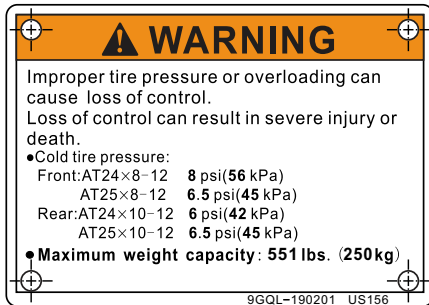 WARNING
Improper tire pressure or overloading can
cause loss of control.
Loss of control can result in severe injury or
death.
●Cold tire pressure:
Front:AT24×8-12 8 psi(56 kPa)
AT25×8-12 6.5 psi(45 kPa)
Rear:AT24×10-12 6 psi(42 kPa)
AT25×10-12 6.5 psi(45 kPa)
●Maximum weight capacity: 551 lbs. (250kg)
9GQL-190201 US156